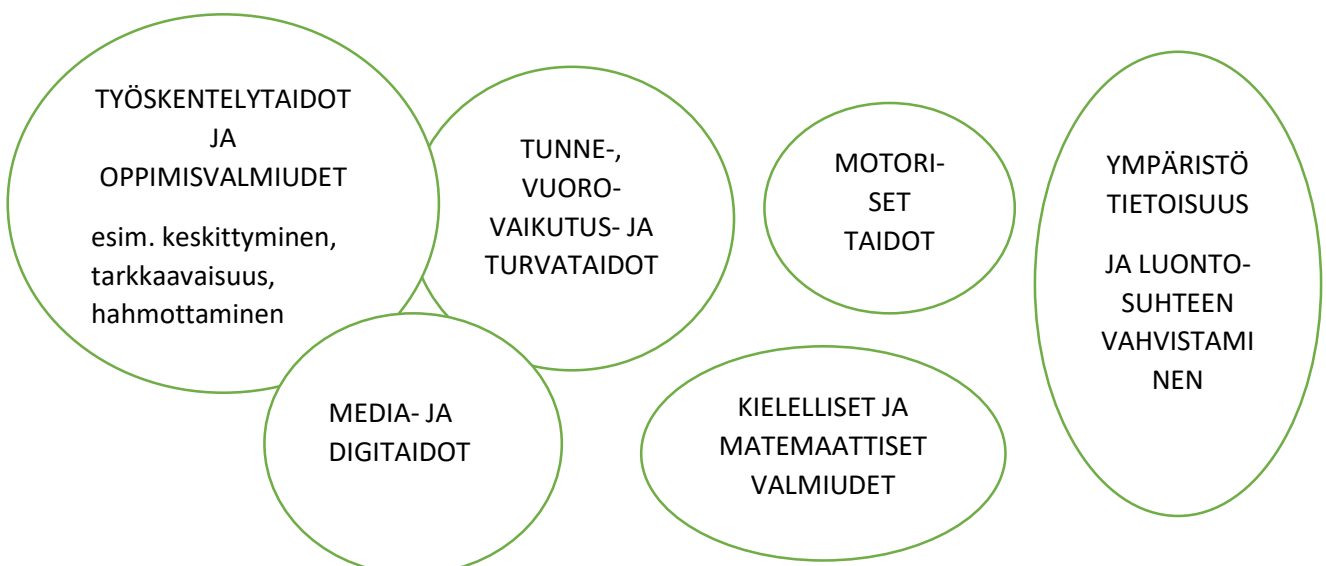 TYÖSKENTELYTAIDOT
JA
OPPIMISVALMIUDET
esim. keskittyminen,
tarkkaavaisuus,
hahmottaminen
TUNNE-,
VUORO-
VAIKUTUS- JA
TURVATAIDOT
MOTORI-
SET
TAIDOT
YMPÄRISTÖ
TIETOISUUS
JA LUONTO-
SUHTEEN
VAHVISTAMI
NEN
MEDIA- JA
DIGITAIDOT
KIELELLISET JA
MATEMAATTISET
VALMIUDET